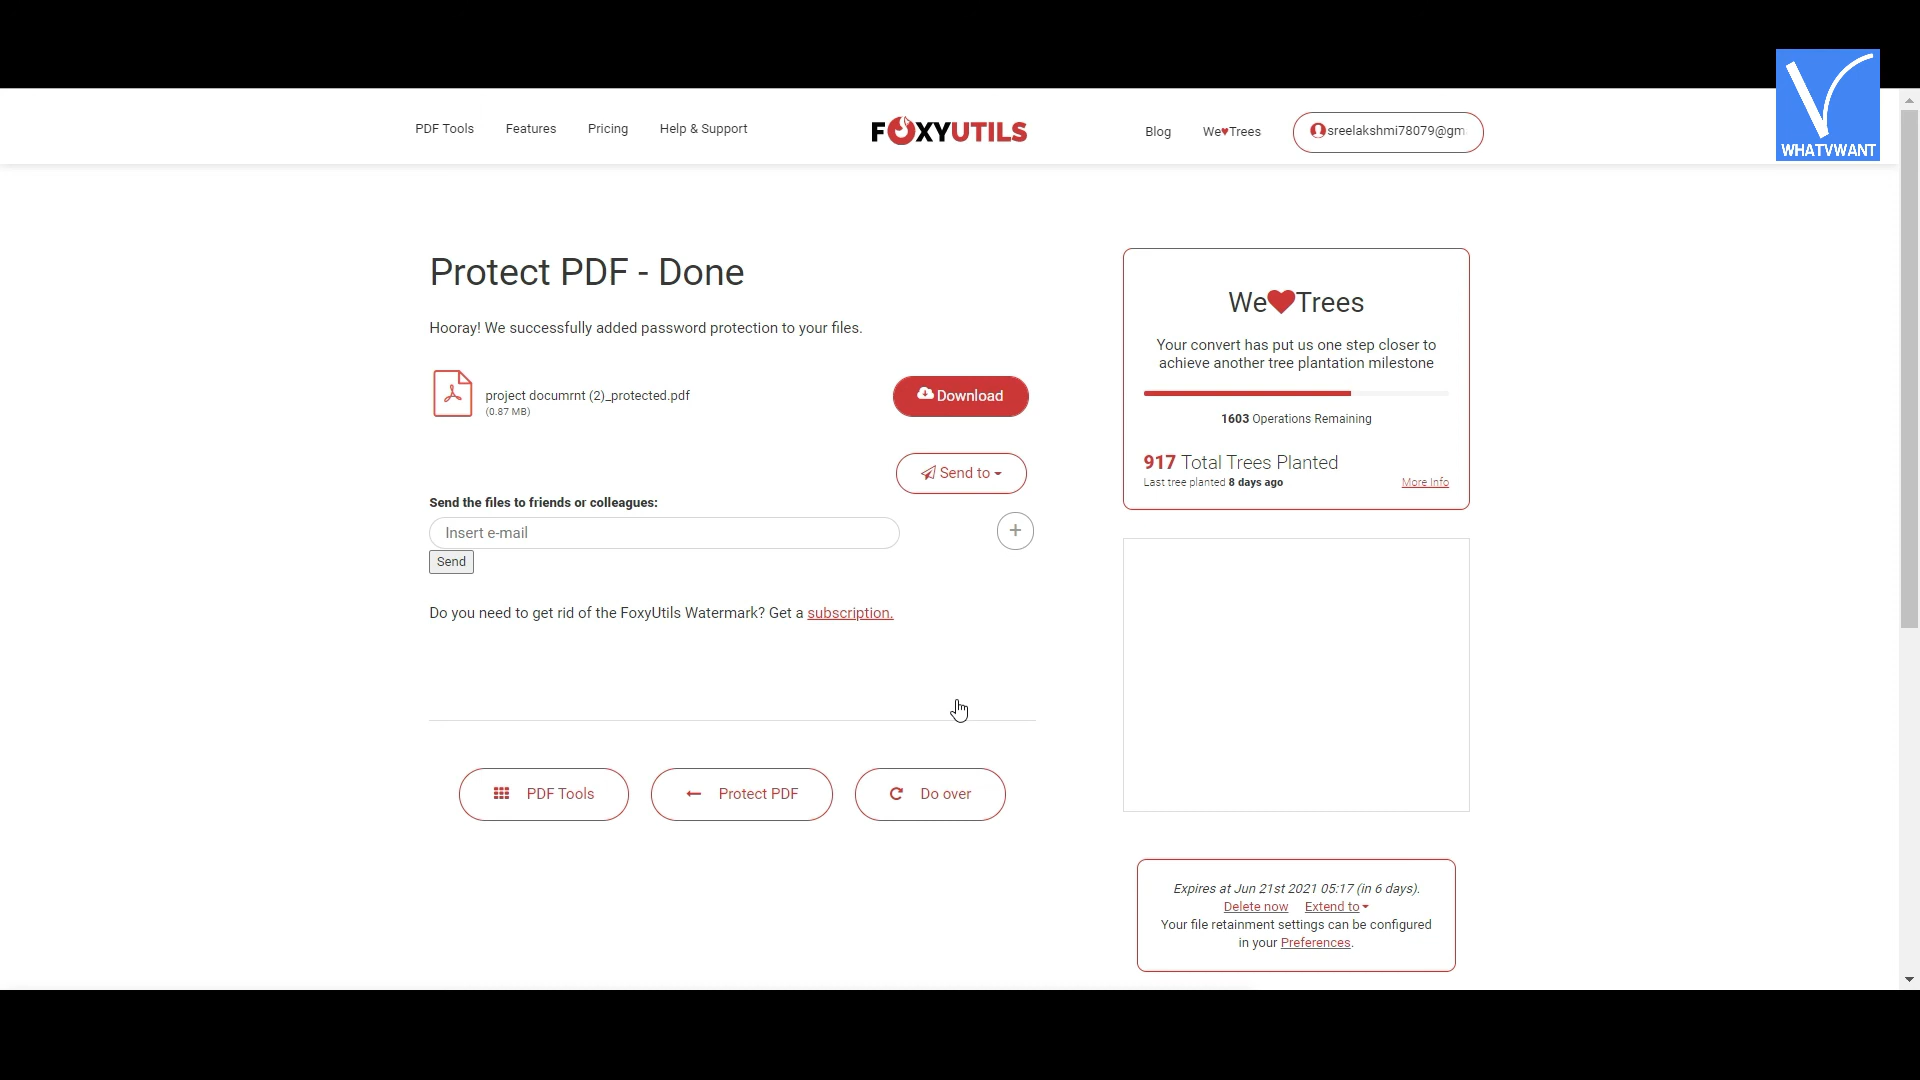 WHATVWANT
PDF Tools
Features
Pricing
Help & Support
FOXYUTILS
Blog
We♥Trees
sreelakshmi78079@gm
Protect PDF - Done
Hooray! We successfully added password protection to your files.
project documrnt (2)_protected.pdf
(0.87 MB)
Download
Send to
Send the files to friends or colleagues:
Insert e-mail
+
Send
Do you need to get rid of the FoxyUtils Watermark? Get a subscription.
PDF Tools
Protect PDF
Do over
We❤Trees
Your convert has put us one step closer to
achieve another tree plantation milestone
1603 Operations Remaining
917 Total Trees Planted
Last tree planted 8 days ago
More Info
Expires at Jun 21st 2021 05:17 (in 6 days).
Delete now Extend to
Your file retainment settings can be configured
in your Preferences.